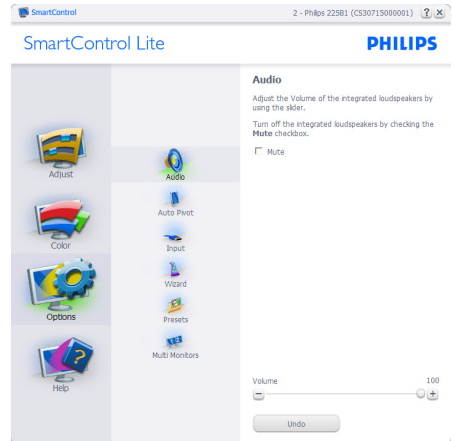 SmartControl
2 - Philips 225B1 (CS30715000001)
? X
SmartControl Lite
PHILIPS
Adjust
Color
Options
Help
Audio
Auto Pivot
Input
Wizard
Presets
Multi Monitors
Audio
Adjust the Volume of the integrated loudspeakers by
using the slider.
Turn off the integrated loudspeakers by checking the
Mute checkbox.
Mute
Volume 100
Undo